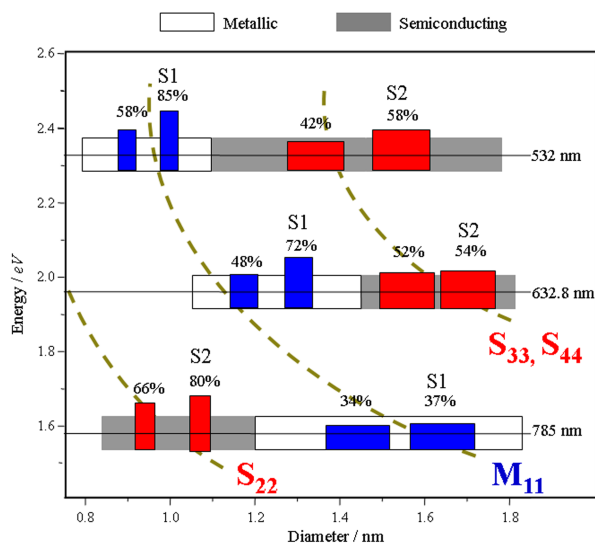 Metallic
Semiconducting
2.6
2.4
2.2
2.0
1.8
1.6
Energy / eV
S1
58%
85%
S2
42%
58%
532 nm
S1
48%
72%
S2
52%
54%
632.8 nm
S33, S44
S2
66%
80%
S1
34%
37%
785 nm
S22
M11
0.8
1.0
1.2
1.4
1.6
1.8
Diameter / nm